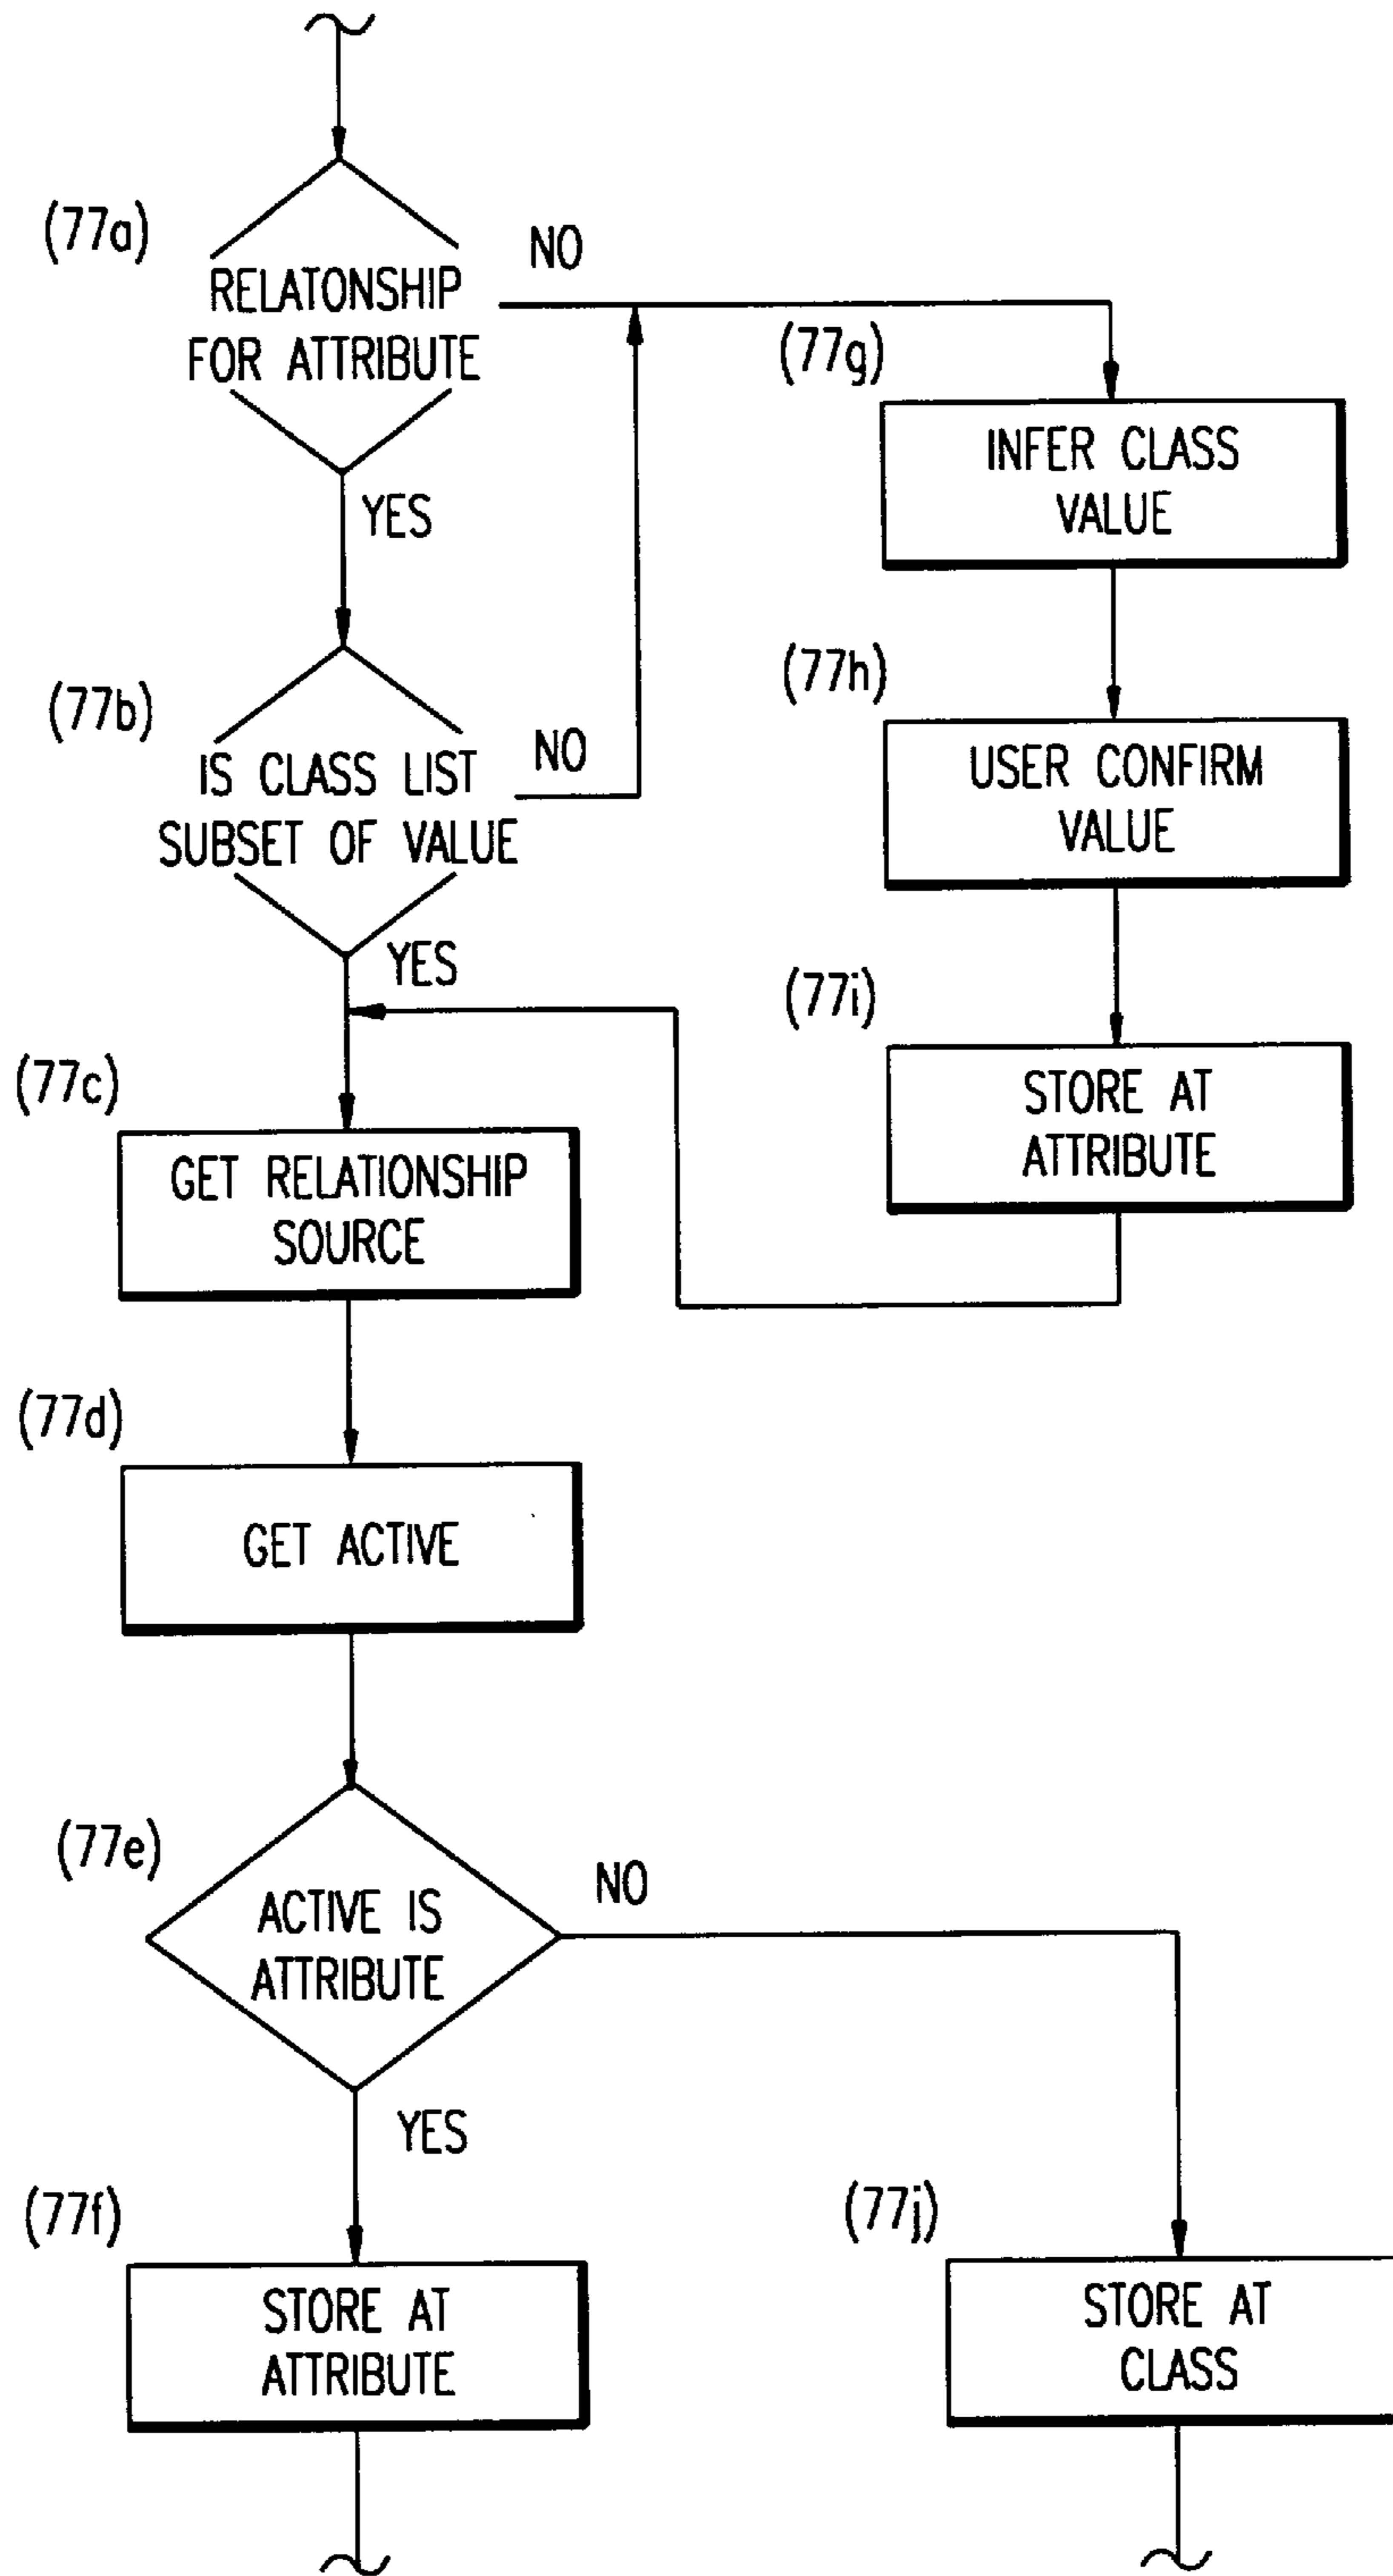 (77a)
RELATONSHIP
FOR ATTRIBUTE
NO
YES
(77g)
INFER CLASS
VALUE
(77b)
IS CLASS LIST
SUBSET OF VALUE
NO
YES
(77h)
USER CONFIRM
VALUE
(77i)
STORE AT
ATTRIBUTE
(77c)
GET RELATIONSHIP
SOURCE
(77d)
GET ACTIVE
(77e)
ACTIVE IS
ATTRIBUTE
NO
YES
(77f)
STORE AT
ATTRIBUTE
(77j)
STORE AT
CLASS